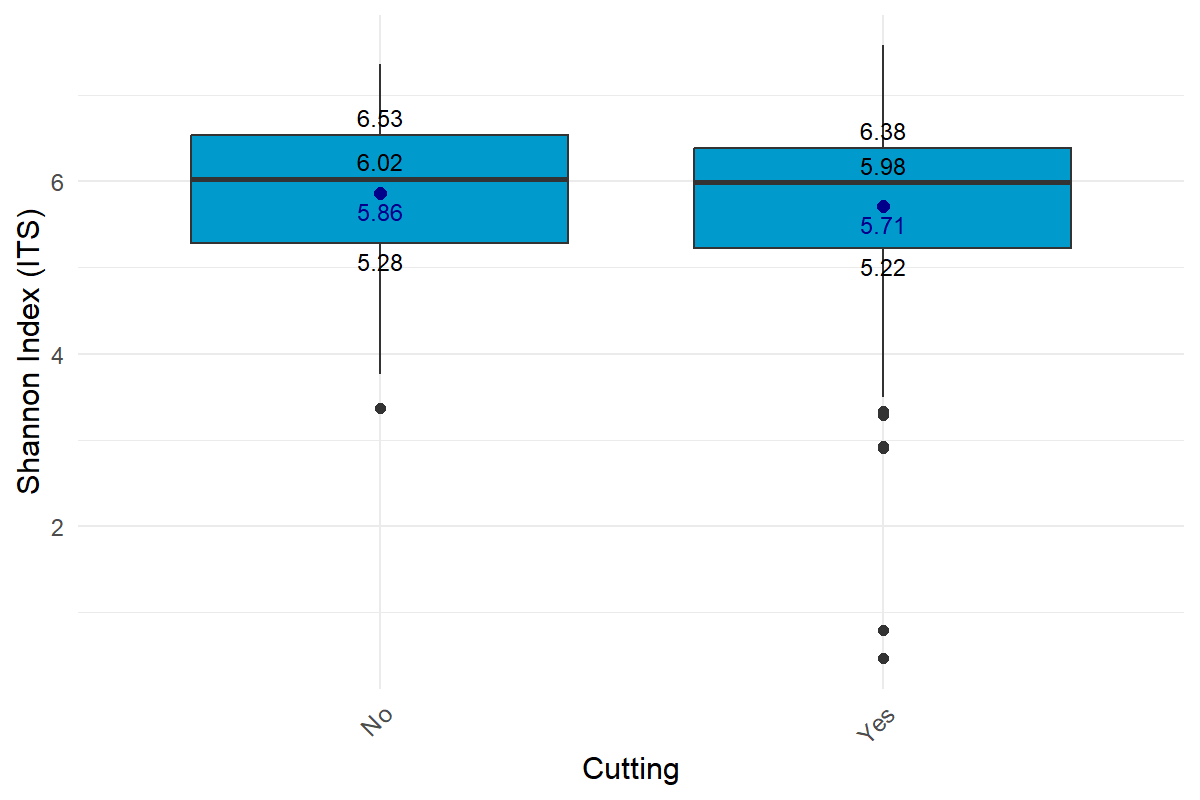 Shannon Index (ITS)
6
4
2
6.53
6.02
5.86
5.28
6.38
5.98
5.71
5.22
No
Yes
Cutting